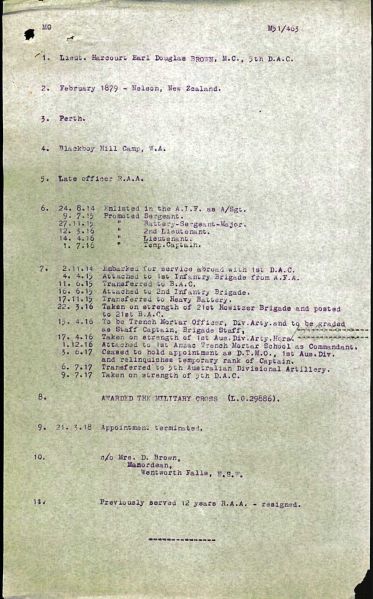 MO M51/463
1. Lieut. Harcourt Earl Douglas BROWN, M.C., 5th D.A.C.
2. February 1879 - Nelson, New Zealand.
3. Perth.
4. Blackboy Hill Camp, W.A.
5. Late officer R.A.A.
6. 24. 8.14 Enlisted in the A.I.F. as A/Sgt.
9. 7.15 Promoted Sergeant.
27.11.15 " Battery-Sergeant-Major.
12. 3.16 " 2nd Lieutenant.
14. 4.16 " Lieutenant.
1. 7.16 " Temp.Captain.
7. 2.11.14 Embarked for service abroad with 1st D.A.C.
4. 4.15 Attached to 1st Infantry Brigade from A.F.A.
11. 6.15 Transferred to B.A.C.
16. 6.15 Attached to 2nd Infantry Brigade.
17.11.15 Transferred to Heavy Battery.
22. 3.16 Taken on strength of 21st Howitzer Brigade and posted
to 21st B.A.C.
15. 4.16 To be Trench Mortar Officer, Div.Arty.and to be graded
as Staff Captain, Brigade Staff.
17. 4.16 Taken on strength of 1st Aus.Div.Arty.Hqrs.
1.12.16 Attached to 1st Anzac Trench Mortar School as Commandant.
3. 6.17 Ceased to hold appointment as D.T.M.O., 1st Aus.Div.
and relinquishes temporary rank of Captain.
6. 7.17 Transferred to 5th Australian Divisional Artillery.
9. 7.17 Taken on strength of 5th D.A.C.
8. AWARDED THE MILITARY CROSS (L.G.29886).
9. 21. 3.18 Appointment terminated.
10. c/o Mrs. D. Brown,
Manordean,
Wentworth Falls, N.S.W.
11. Previously served 12 years R.A.A. - resigned.